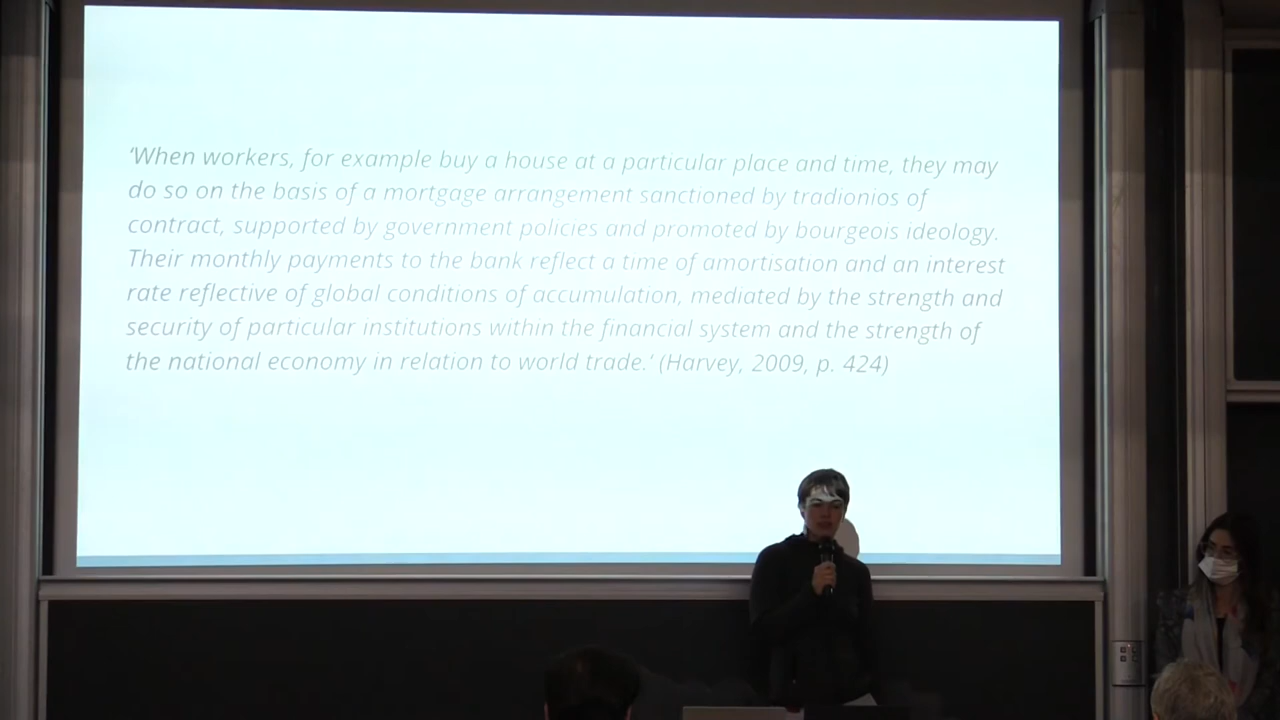 ‘When workers, for example buy a house at a particular place and time, they may
do so on the basis of a mortgage arrangement sanctioned by tradionios of
contract, supported by government policies and promoted by bourgeois ideology.
Their monthly payments to the bank reflect a time of amortisation and an interest
rate reflective of global conditions of accumulation, mediated by the strength and
security of particular institutions within the financial system and the strength of
the national economy in relation to world trade.‘ (Harvey, 2009, p. 424)